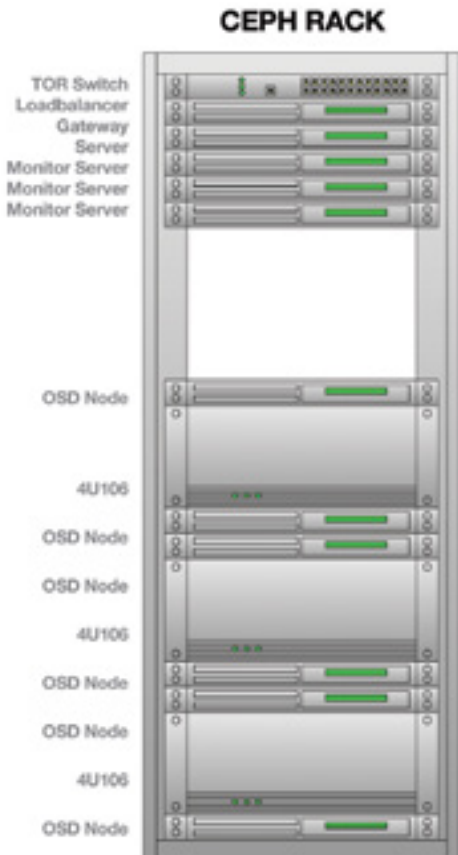 CEPH RACK
TOR Switch
Loadbalancer
Gateway
Server
Monitor Server
Monitor Server
Monitor Server
OSD Node
4U106
OSD Node
OSD Node
4U106
OSD Node
OSD Node
4U106
OSD Node